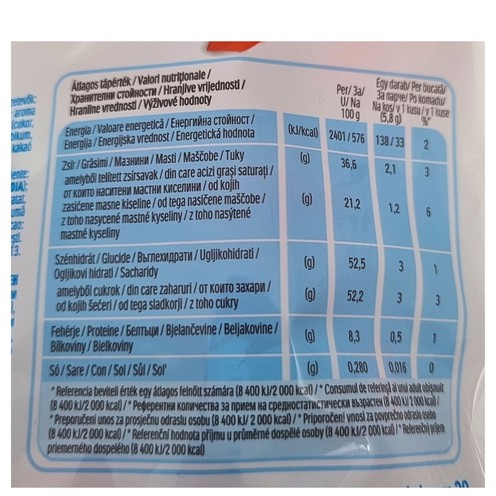 Átlagos tápérték / Valori nutriționale /
Хранителни стойности / Hranjive vrijednosti /
Hranilne vrednosti / Výživové hodnoty
Per/ За/
U/ Na
100 g
Egy darab/ Per bucată/
За парче/ Po komadu/
Na kos/ v 1 kusu / v 1 kuse
(5,8 g) %*
Energia / Valoare energetică / Енергийна стойност /
Energija / Energijska vrednost / Energetická hodnota
(kJ/kcal) 2401 / 576 138 / 33 2
Zsír / Grăsimi / Мазнини / Masti / Maščobe / Tuky
(g) 36,6 2,1 3
amelyből telített zsírsavak / din care acizi grași saturați /
от които наситени мастни киселини / od kojih
zasićene masne kiseline / od tega nasičene maščobe /
z toho nasycené mastné kyseliny / z toho nasýtené
mastné kyseliny
(g) 21,2 1,2 6
Szénhidrát / Glucide / Въглехидрати / Ugljikohidrati /
Ogljikovi hidrati / Sacharidy
(g) 52,5 3 1
amelyből cukrok / din care zaharuri / от които захари /
od kojih šećeri / od tega sladkorji / z toho cukry
(g) 52,2 3 3
Fehérje / Proteine / Белтъци / Bjelančevine / Beljakovine /
Bílkoviny / Bielkoviny
(g) 8,3 0,5 1
Só / Sare / Сол / Sol / Sůl / Soľ
(g) 0,280 0,016 0
* Referencia beviteli érték egy átlagos felnőtt számára (8 400 kJ/2 000 kcal) / * Consumul de referință al unui adult obișnuit
(8 400 kJ/2 000 kcal) / * Референтни количества за прием на средностатистически възрастен (8 400 kJ/2 000 kcal) /
* Preporučeni unos za prosječnu odraslu osobu (8 400 kJ/2 000 kcal) / * Priporočeni vnosi za povprečno odraslo osebo
(8 400 kJ/2 000 kcal) / * Referenční hodnota příjmu u průměrné dospělé osoby (8 400 kJ/2 000 kcal) / * Referenčný príjem
priemerného dospelého (8 400 kJ/2 000 kcal)